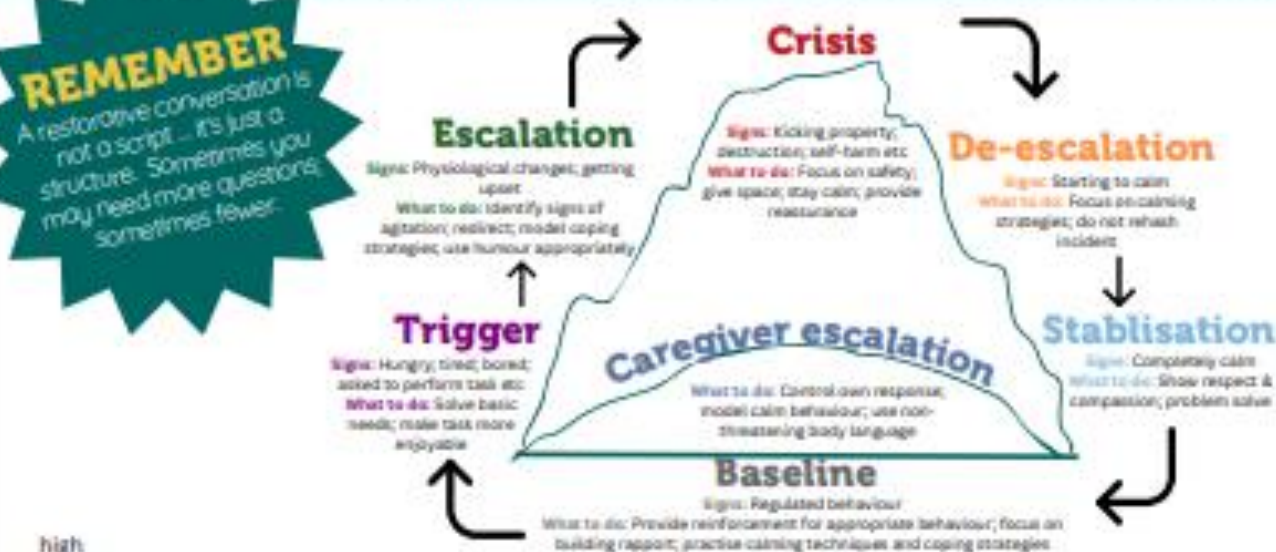 REMEMBER
A restorative conversation is
not a script ... it's just a
structure. Sometimes you
may need more questions,
sometimes fewer.
Crisis
Signs: Kicking property;
destruction; self-harm etc
What to do: Focus on safety;
give space; stay calm; provide
reassurance
Escalation
Signs: Physiological changes; getting
upset
What to do: Identify signs of
agitation; redirect; model coping
strategies; use humour appropriately
De-escalation
Signs: Starting to calm
What to do: Focus on calming
strategies; do not rehash
incident
Trigger
Signs: Hungry; tired; bored;
asked to perform task etc
What to do: Solve basic
needs; make task more
enjoyable
Caregiver escalation
What to do: Control own response;
model calm behaviour; use non-
threatening body language
Stablisation
Signs: Completely calm
What to do: Show respect &
compassion; problem solve
Baseline
Signs: Regulated behaviour
What to do: Provide reinforcement for appropriate behaviour; focus on
building rapport; practise calming techniques and coping strategies
high